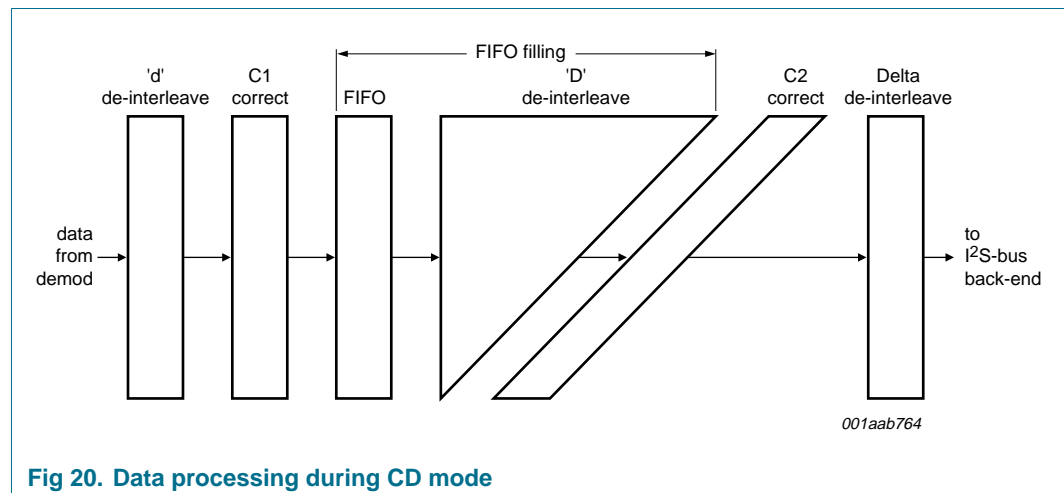 FIFO filling
'd'
de-interleave
C1
correct
FIFO
'D'
de-interleave
C2
correct
Delta
de-interleave
data
from
demod
to
I2S-bus
back-end
001aab764
Fig 20. Data processing during CD mode